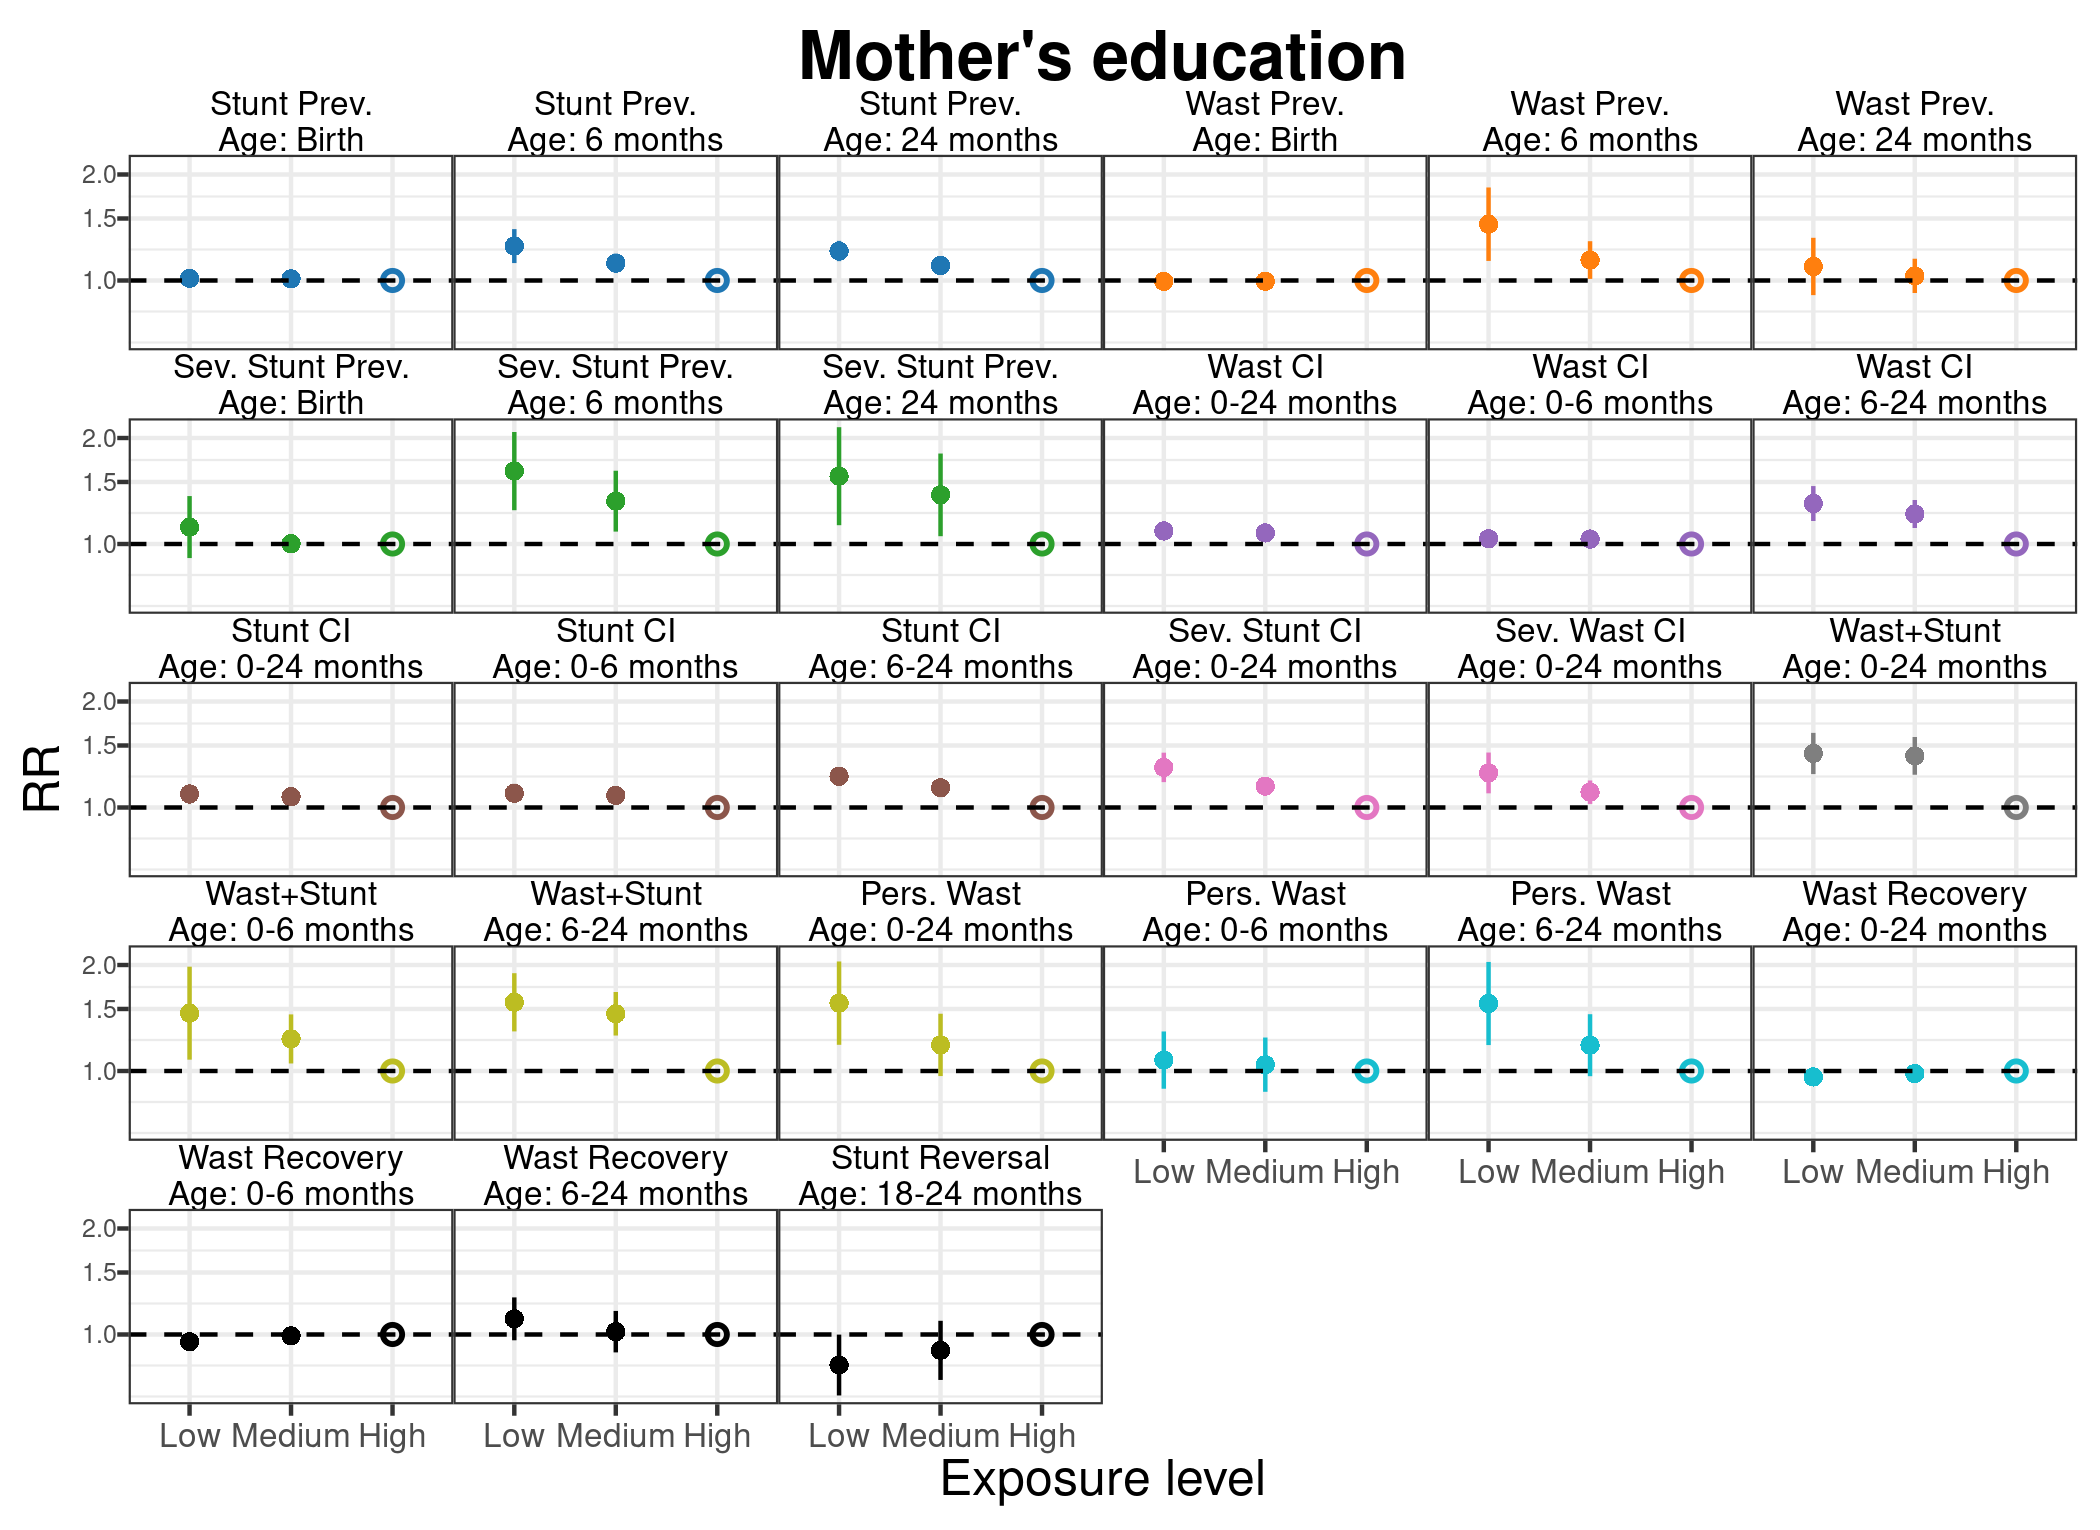 Mother's education
Stunt Prev.
Age: Birth
Stunt Prev.
Age: 6 months
Stunt Prev.
Age: 24 months
Wast Prev.
Age: Birth
Wast Prev.
Age: 6 months
Wast Prev.
Age: 24 months
2.0
1.5
1.0
Sev. Stunt Prev.
Age: Birth
Sev. Stunt Prev.
Age: 6 months
Sev. Stunt Prev.
Age: 24 months
Wast CI
Age: 0-24 months
Wast CI
Age: 0-6 months
Wast CI
Age: 6-24 months
2.0
1.5
1.0
Stunt CI
Age: 0-24 months
Stunt CI
Age: 0-6 months
Stunt CI
Age: 6-24 months
Sev. Stunt CI
Age: 0-24 months
Sev. Wast CI
Age: 0-24 months
Wast+Stunt
Age: 0-24 months
2.0
1.5
1.0
RR
Wast+Stunt
Age: 0-6 months
Wast+Stunt
Age: 6-24 months
Pers. Wast
Age: 0-24 months
Pers. Wast
Age: 0-6 months
Pers. Wast
Age: 6-24 months
Wast Recovery
Age: 0-24 months
2.0
1.5
1.0
Low Medium High
Low Medium High
Low Medium High
Wast Recovery
Age: 0-6 months
Wast Recovery
Age: 6-24 months
Stunt Reversal
Age: 18-24 months
2.0
1.5
1.0
Low Medium High
Low Medium High
Low Medium High
Exposure level